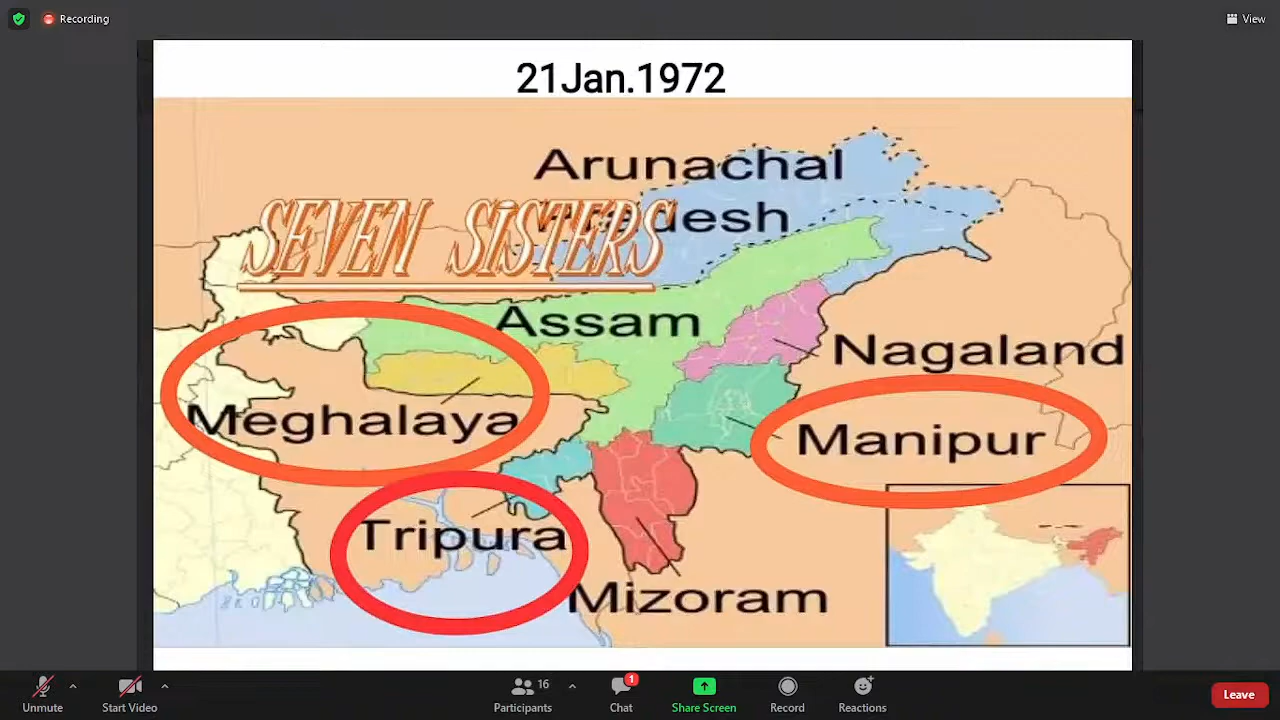 Recording
View
21Jan.1972
Arunachal
Pradesh
SEVEN SISTERS
Assam
Nagaland
Meghalaya
Manipur
Tripura
Mizoram
Unmute
Start Video
16
Participants
1
Chat
Share Screen
Record
Reactions
Leave